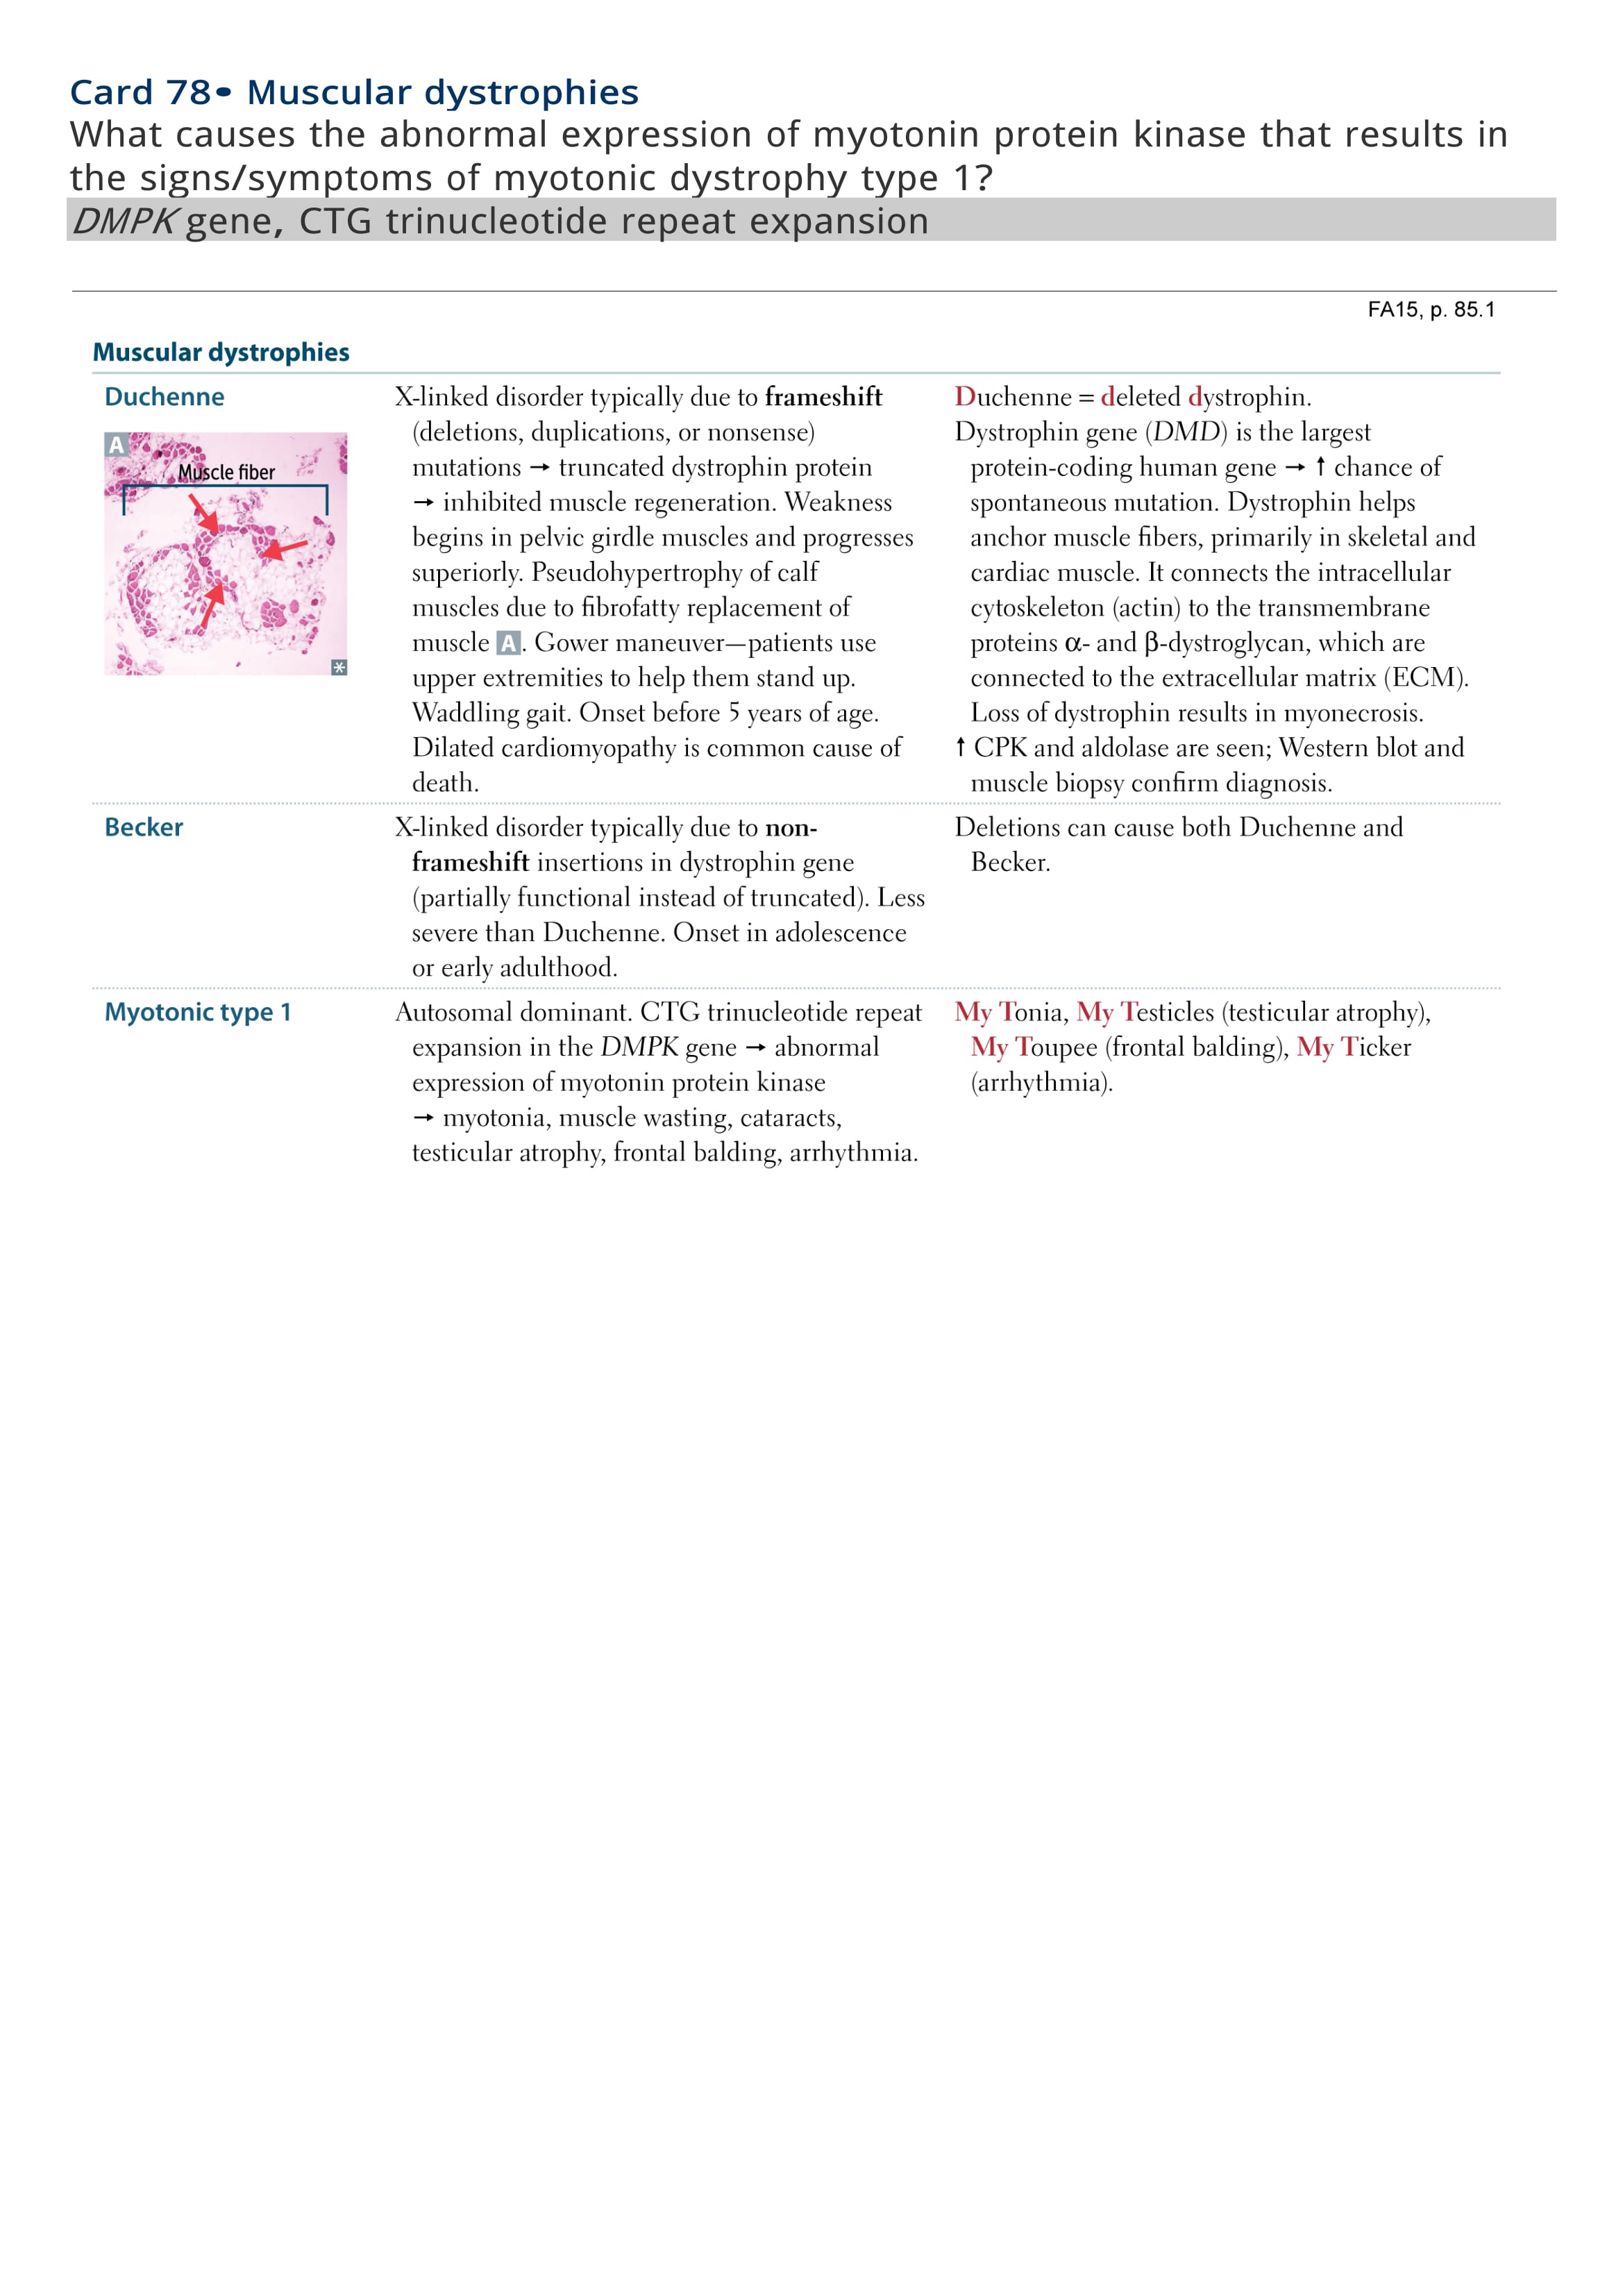 Card 78• Muscular dystrophies
What causes the abnormal expression of myotonin protein kinase that results in
the signs/symptoms of myotonic dystrophy type 1?
DMPK gene, CTG trinucleotide repeat expansion
FA15, p. 85.1
Muscular dystrophies
Duchenne
A
Muscle fiber
*
X-linked disorder typically due to frameshift
(deletions, duplications, or nonsense)
mutations → truncated dystrophin protein
→ inhibited muscle regeneration. Weakness
begins in pelvic girdle muscles and progresses
superiorly. Pseudohypertrophy of calf
muscles due to fibrofatty replacement of
muscle A. Gower maneuver—patients use
upper extremities to help them stand up.
Waddling gait. Onset before 5 years of age.
Dilated cardiomyopathy is common cause of
death.
Duchenne = deleted dystrophin.
Dystrophin gene (DMD) is the largest
protein-coding human gene → ↑ chance of
spontaneous mutation. Dystrophin helps
anchor muscle fibers, primarily in skeletal and
cardiac muscle. It connects the intracellular
cytoskeleton (actin) to the transmembrane
proteins α- and β-dystroglycan, which are
connected to the extracellular matrix (ECM).
Loss of dystrophin results in myonecrosis.
↑ CPK and aldolase are seen; Western blot and
muscle biopsy confirm diagnosis.
Becker
X-linked disorder typically due to non-
frameshift insertions in dystrophin gene
(partially functional instead of truncated). Less
severe than Duchenne. Onset in adolescence
or early adulthood.
Deletions can cause both Duchenne and
Becker.
Myotonic type 1
Autosomal dominant. CTG trinucleotide repeat
expansion in the DMPK gene → abnormal
expression of myotonin protein kinase
→ myotonia, muscle wasting, cataracts,
testicular atrophy, frontal balding, arrhythmia.
My Tonia, My Testicles (testicular atrophy),
My Toupee (frontal balding), My Ticker
(arrhythmia).